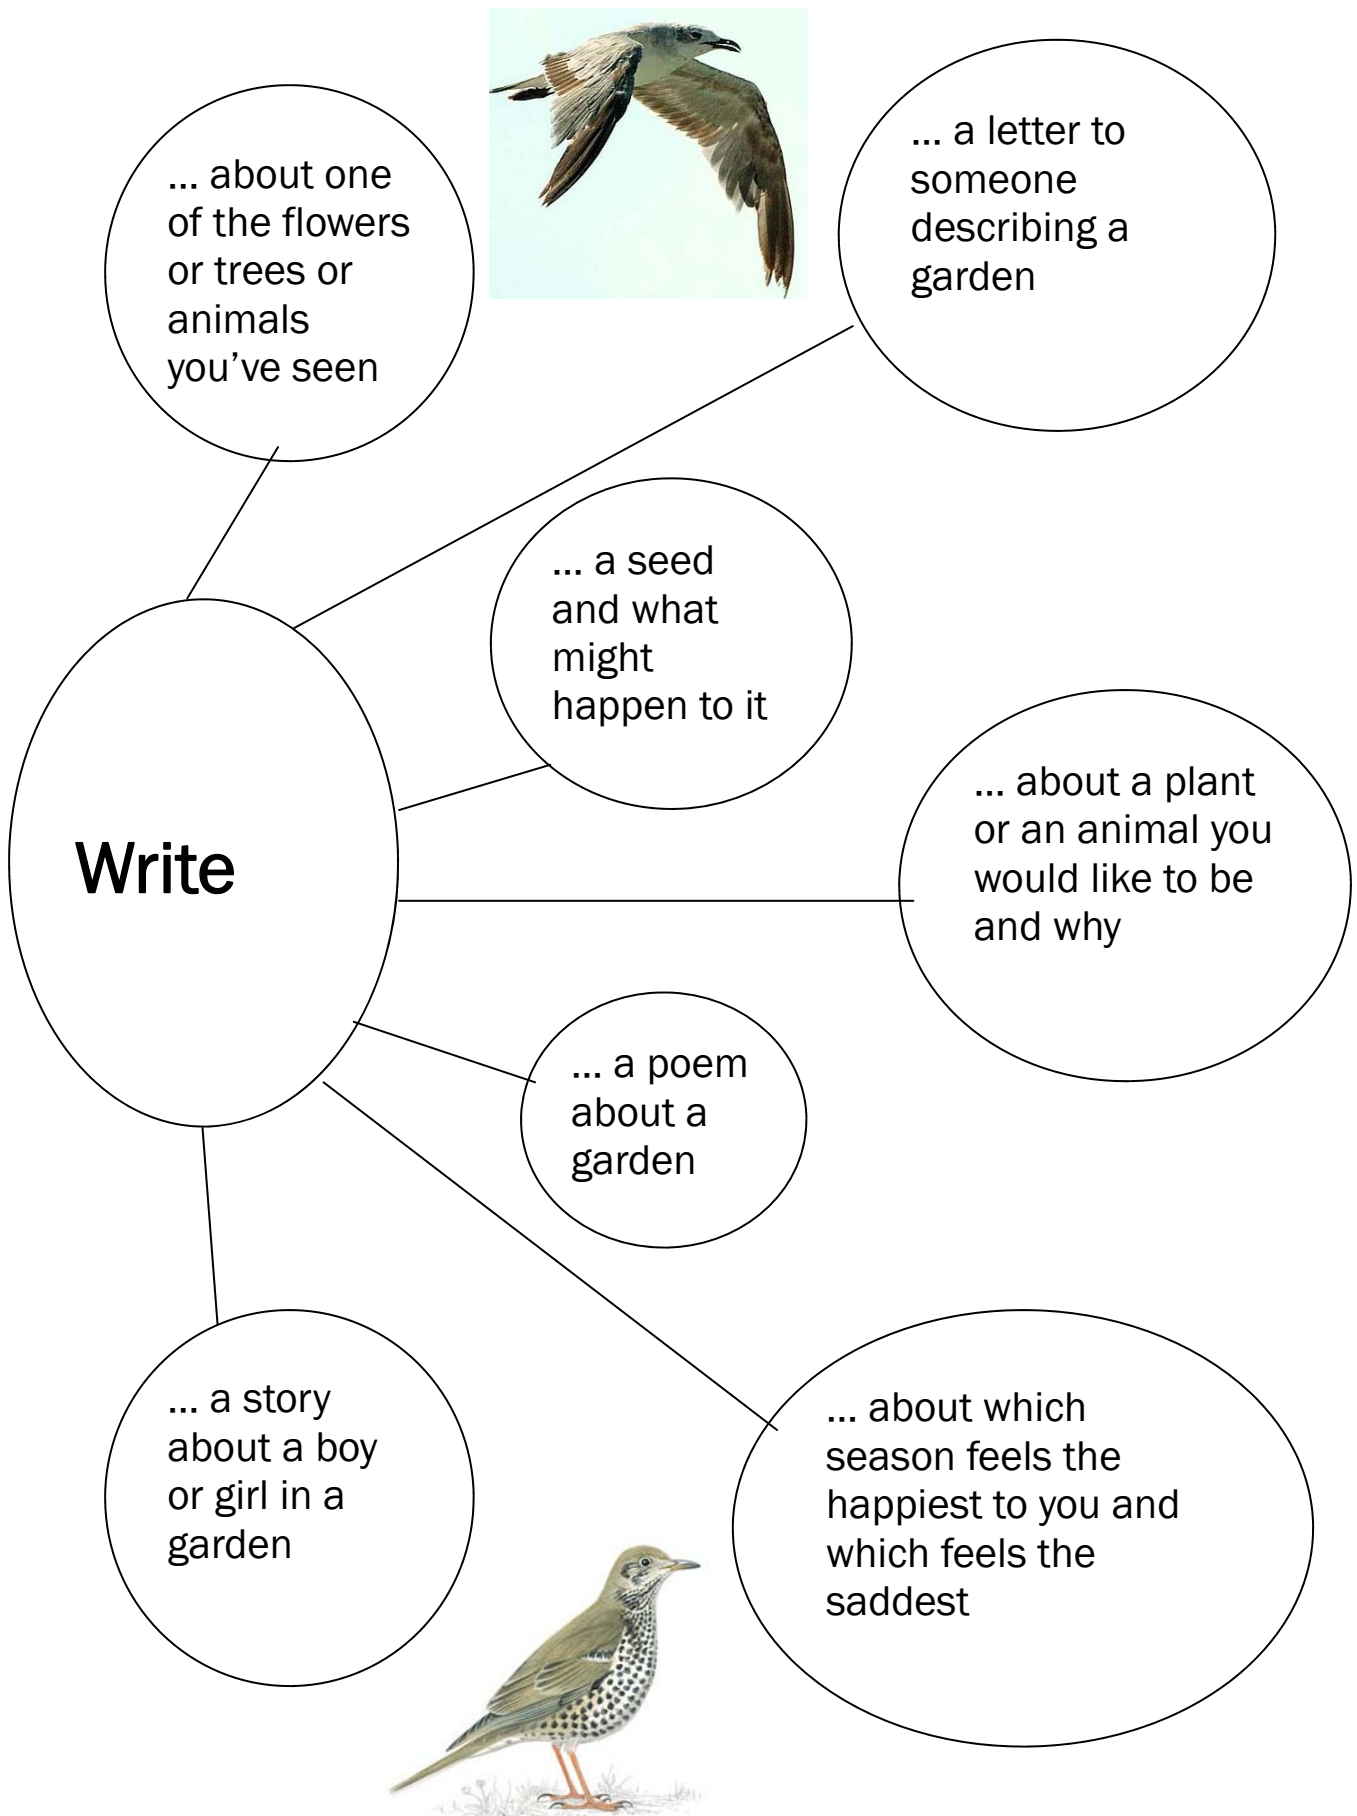 ... about one
of the flowers
or trees or
animals
you've seen
... a letter to
someone
describing a
garden
... a seed
and what
might
happen to it
Write
... about a plant
or an animal you
would like to be
and why
... a poem
about a
garden
... a story
about a boy
or girl in a
garden
... about which
season feels the
happiest to you and
which feels the
saddest